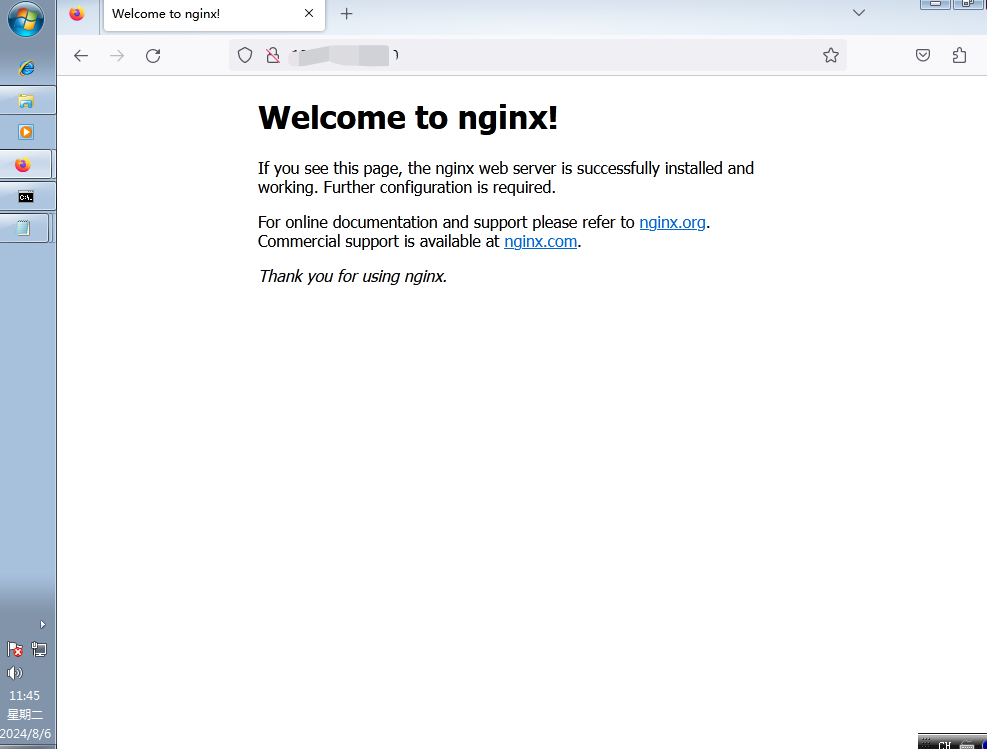 Welcome to nginx!
Welcome to nginx!
If you see this page, the nginx web server is successfully installed and
working. Further configuration is required.
For online documentation and support please refer to nginx.org.
Commercial support is available at nginx.com.
Thank you for using nginx.
C:\.
11:45
星期二
2024/8/6
CH